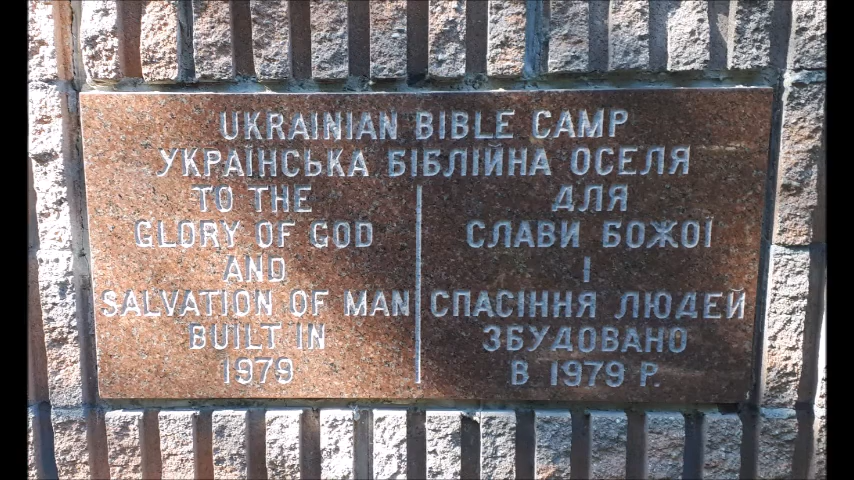 UKRAINIAN BIBLE CAMP
УКРАЇНСЬКА БІБЛІЙНА ОСЕЛЯ
TO THE
GLORY OF GOD
AND
SALVATION OF MAN
BUILT IN
1979
ДЛЯ
СЛАВИ БОЖОЇ
І
СПАСІННЯ ЛЮДЕЙ
ЗБУДОВАНО
В 1979 Р.